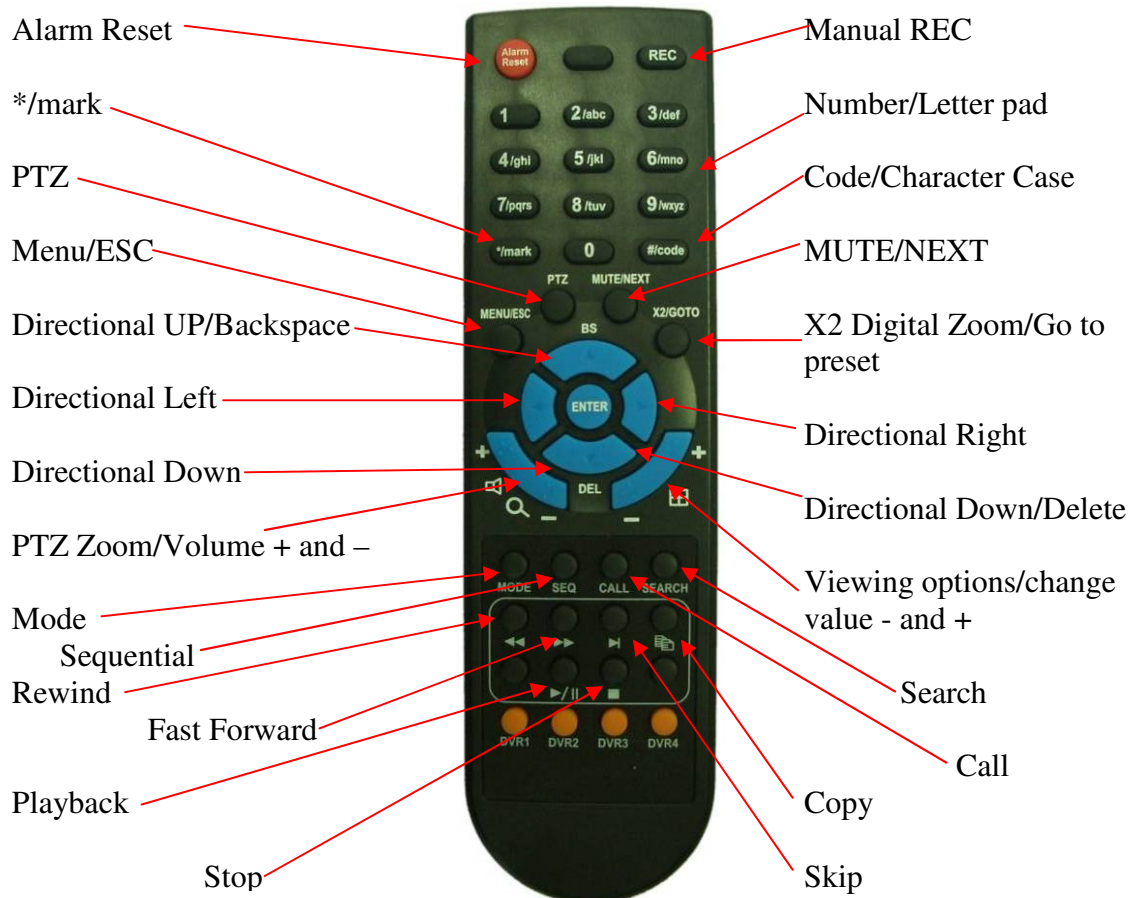 Alarm Reset
Manual REC
Alarm
Reset
REC
*/mark
Number/Letter pad
1
2/abc
3/def
PTZ
Code/Character Case
4/ghi
5/jkl
6/mno
7/pqrs
8/tuv
9/wxyz
Menu/ESC
MUTE/NEXT
*/mark
0
#/code
PTZ
MUTE/NEXT
MENU/ESC
X2/GOTO
BS
Directional UP/Backspace
X2 Digital Zoom/Go to
preset
Directional Left
ENTER
Directional Right
+
+
Directional Down
DEL
Directional Down/Delete
–
–
PTZ Zoom/Volume + and –
Viewing options/change
value - and +
MODE
SEQ
CALL
SEARCH
Mode
Sequential
Rewind
Search
Fast Forward
DVR1
DVR2
DVR3
DVR4
Call
Playback
Copy
Stop
Skip